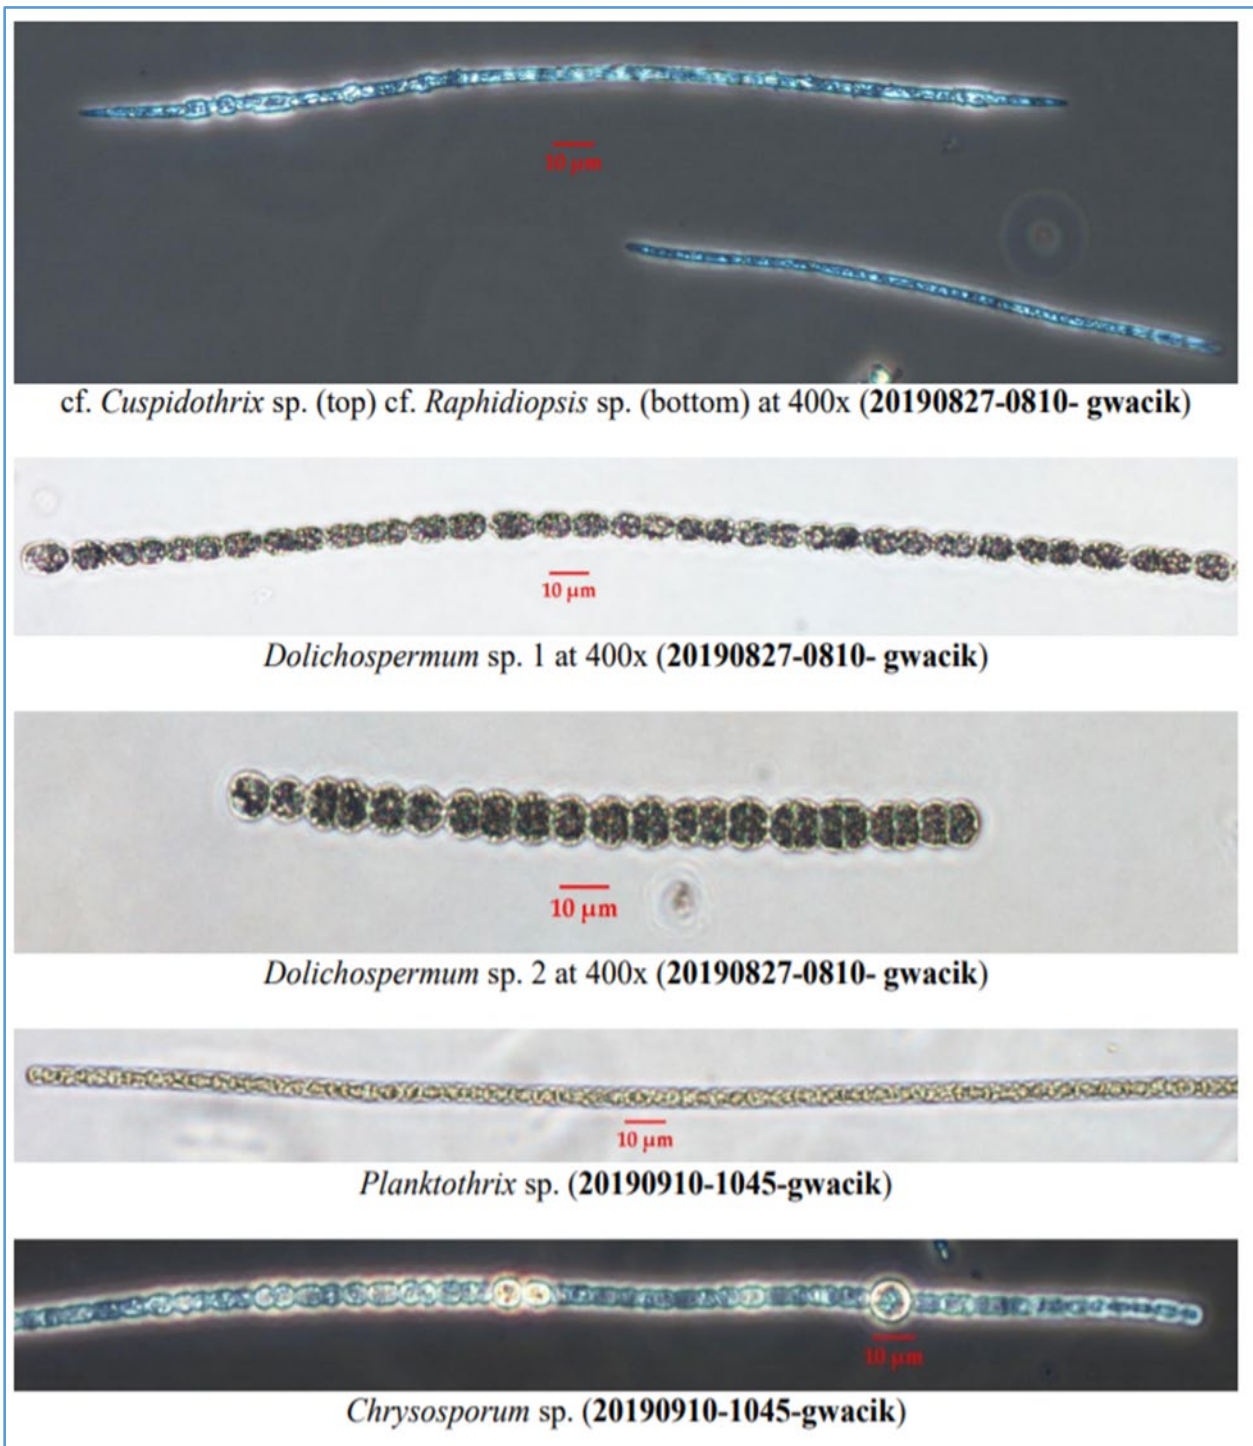 10 μm
cf. Cuspidothrix sp. (top) cf. Raphidiopsis sp. (bottom) at 400x (20190827-0810- gwacik)
10 μm
Dolichospermum sp. 1 at 400x (20190827-0810- gwacik)
10 μm
Dolichospermum sp. 2 at 400x (20190827-0810- gwacik)
10 μm
Planktothrix sp. (20190910-1045-gwacik)
10 μm
Chrysosporum sp. (20190910-1045-gwacik)